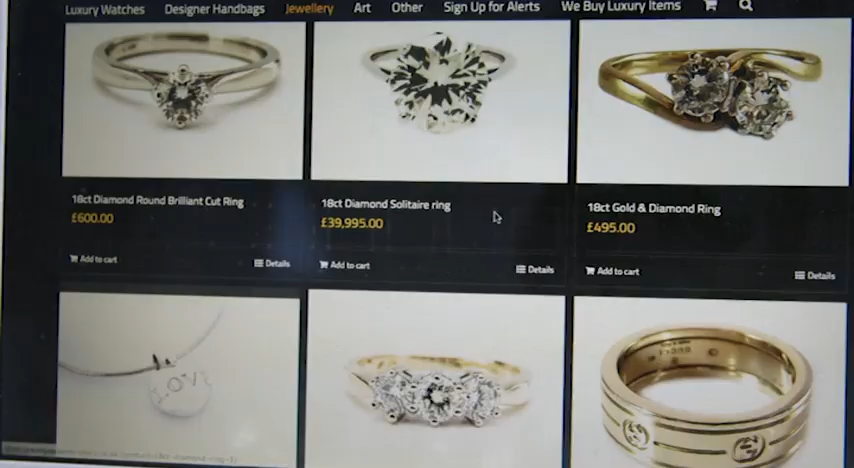 Luxury Watches Designer Handbags Jewellery Art Other Sign Up for Alerts We Buy Luxury Items
18ct Diamond Round Brilliant Cut Ring
£600.00
Add to cart Details
18ct Diamond Solitaire ring
£39,995.00
Add to cart Details
18ct Gold & Diamond Ring
£495.00
Add to cart Details
LOVE